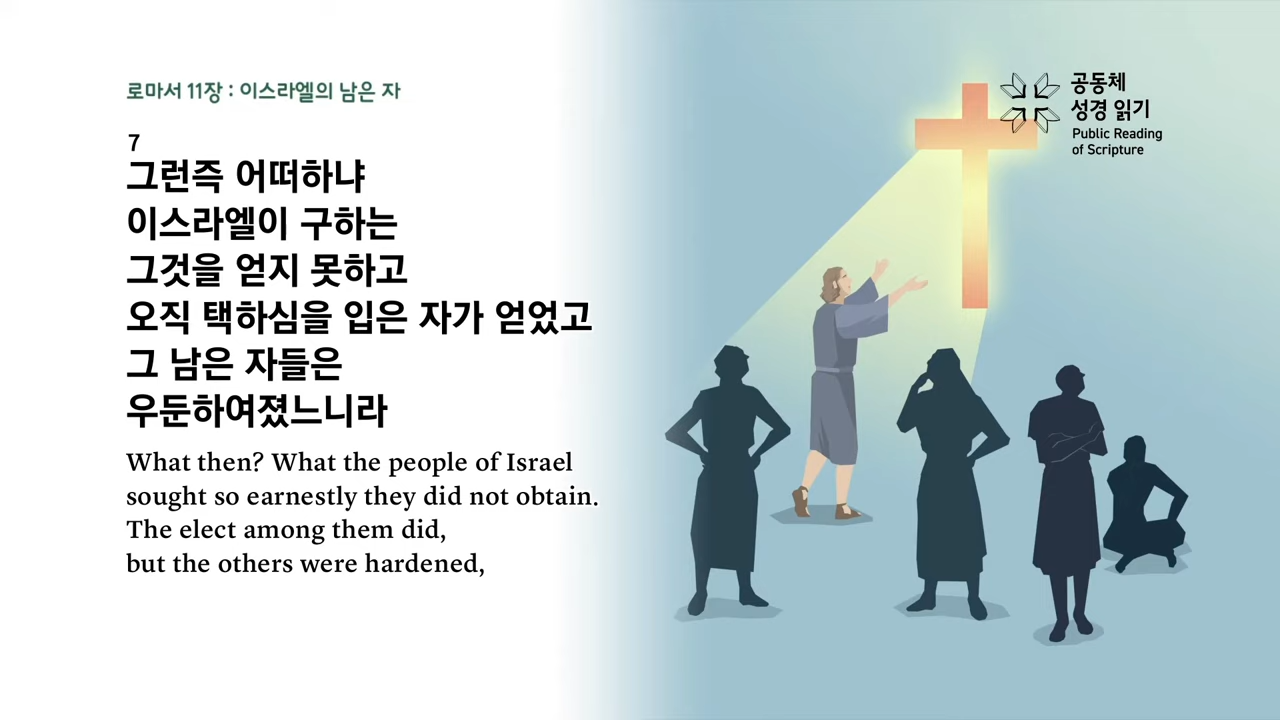 로마서 11장 : 이스라엘의 남은 자
7
그런즉 어떠하냐
이스라엘이 구하는
그것을 얻지 못하고
오직 택하심을 입은 자가 얻었고
그 남은 자들은
우둔하여졌느니라
What then? What the people of Israel
sought so earnestly they did not obtain.
The elect among them did,
but the others were hardened,
공동체
성경 읽기
Public Reading
of Scripture